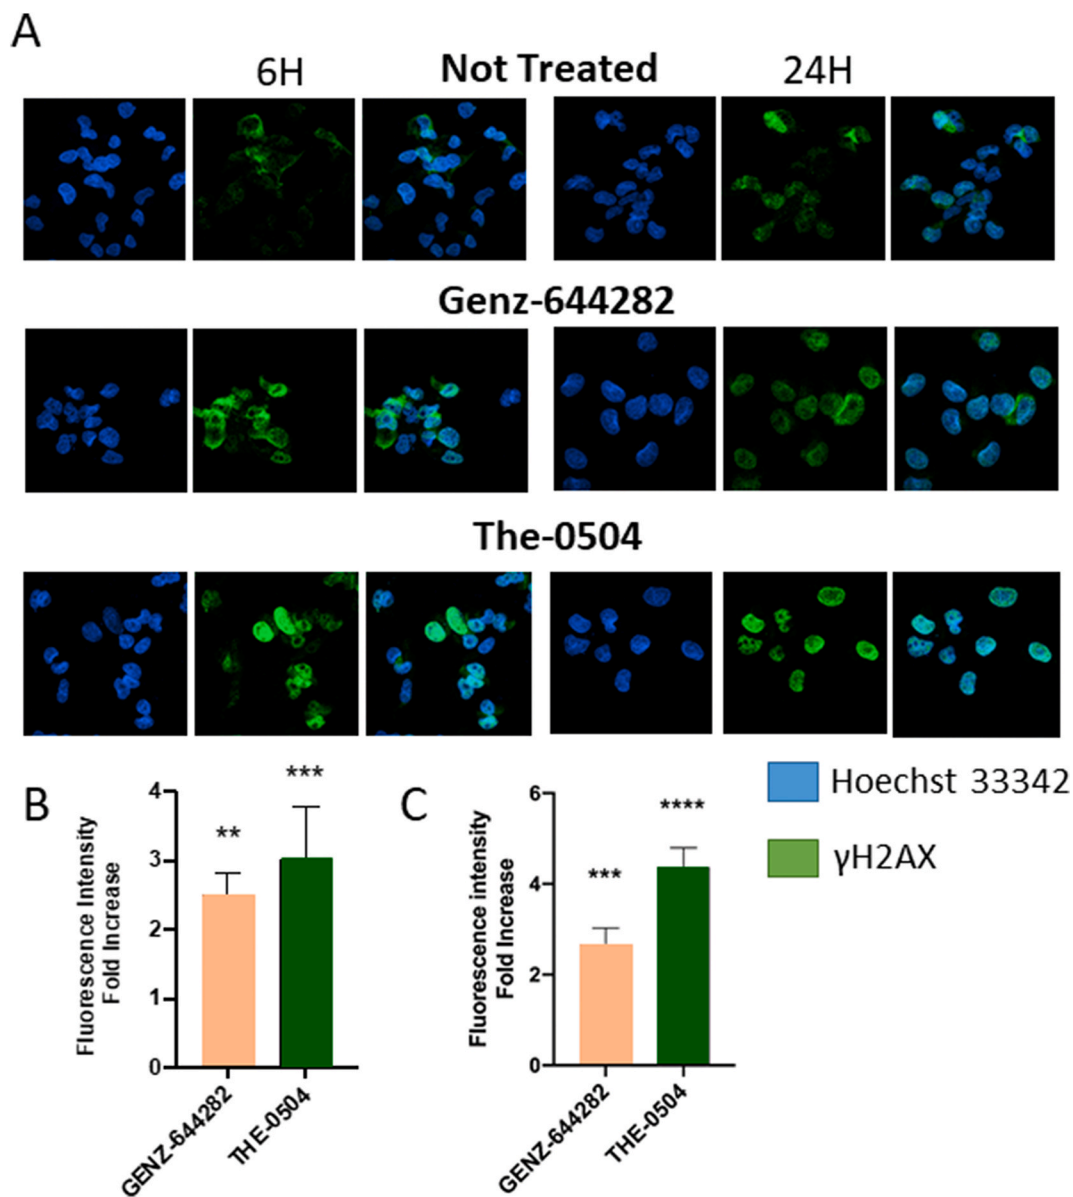 A
6H
Not Treated
24H
Genz-644282
The-0504
B
Fluorescence Intensity
Fold Increase
4
3
2
1
0
**
***
GENZ-644282
THE-0504
C
Fluorescence intensity
Fold Increase
6
4
2
0
***
****
GENZ-644282
THE-0504
Hoechst 33342
γH2AX